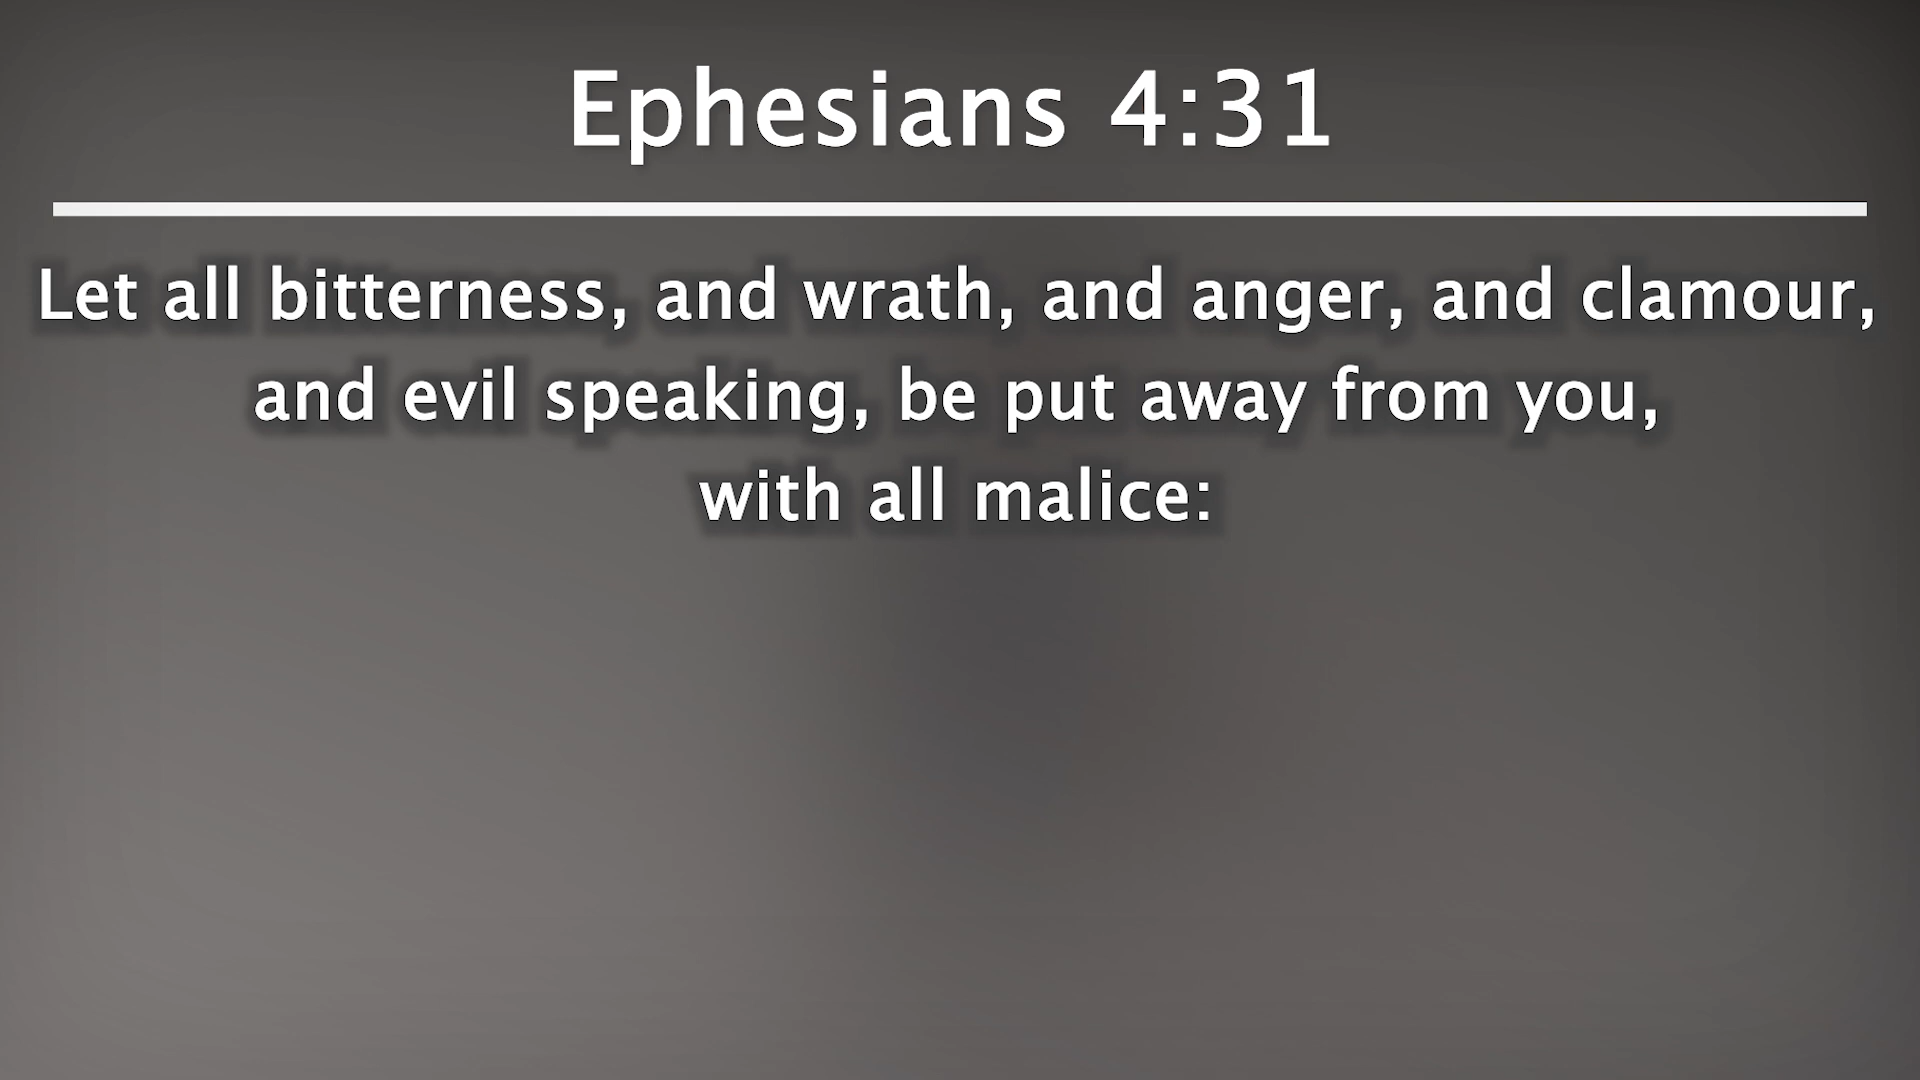 Ephesians 4:31
Let all bitterness, and wrath, and anger, and clamour,
and evil speaking, be put away from you,
with all malice: